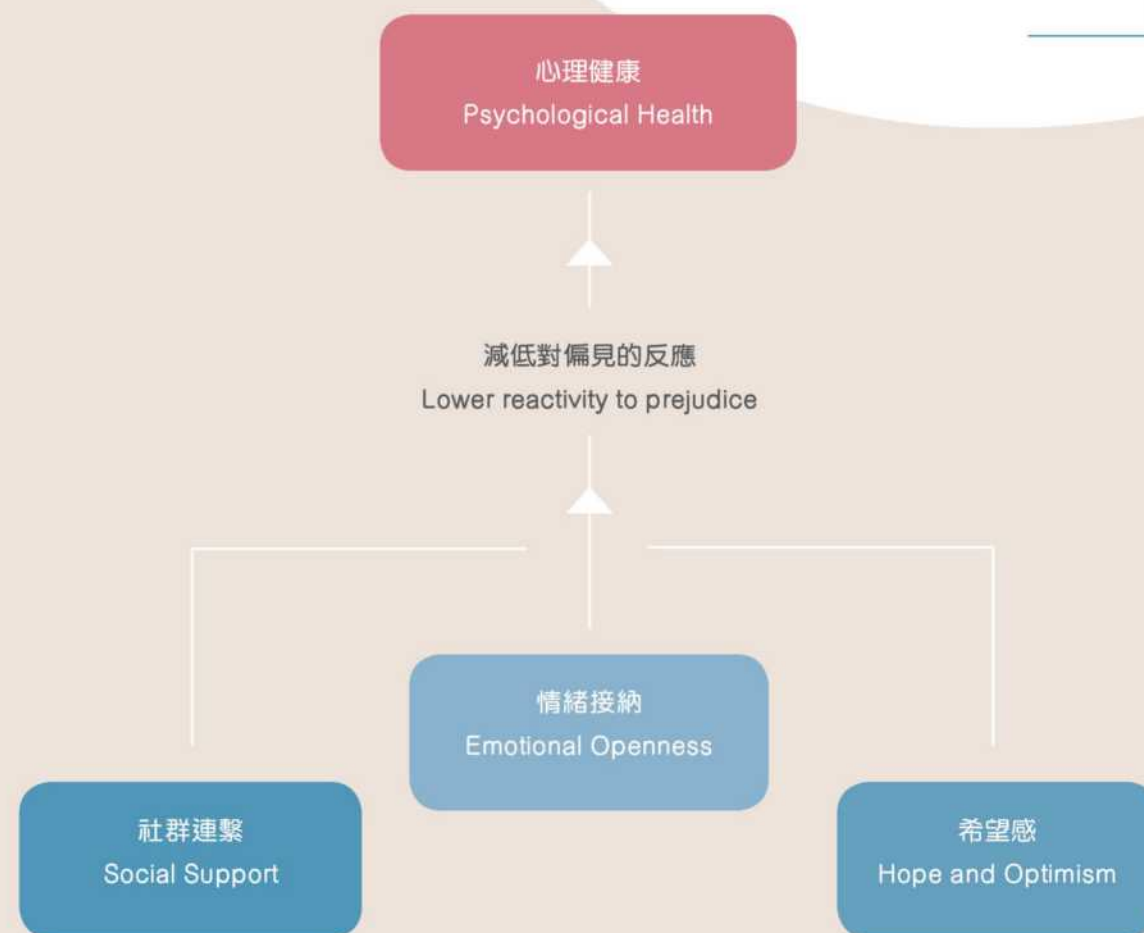 心理健康
Psychological Health
減低對偏見的反應
Lower reactivity to prejudice
情緒接納
Emotional Openness
社群連繫
Social Support
希望感
Hope and Optimism